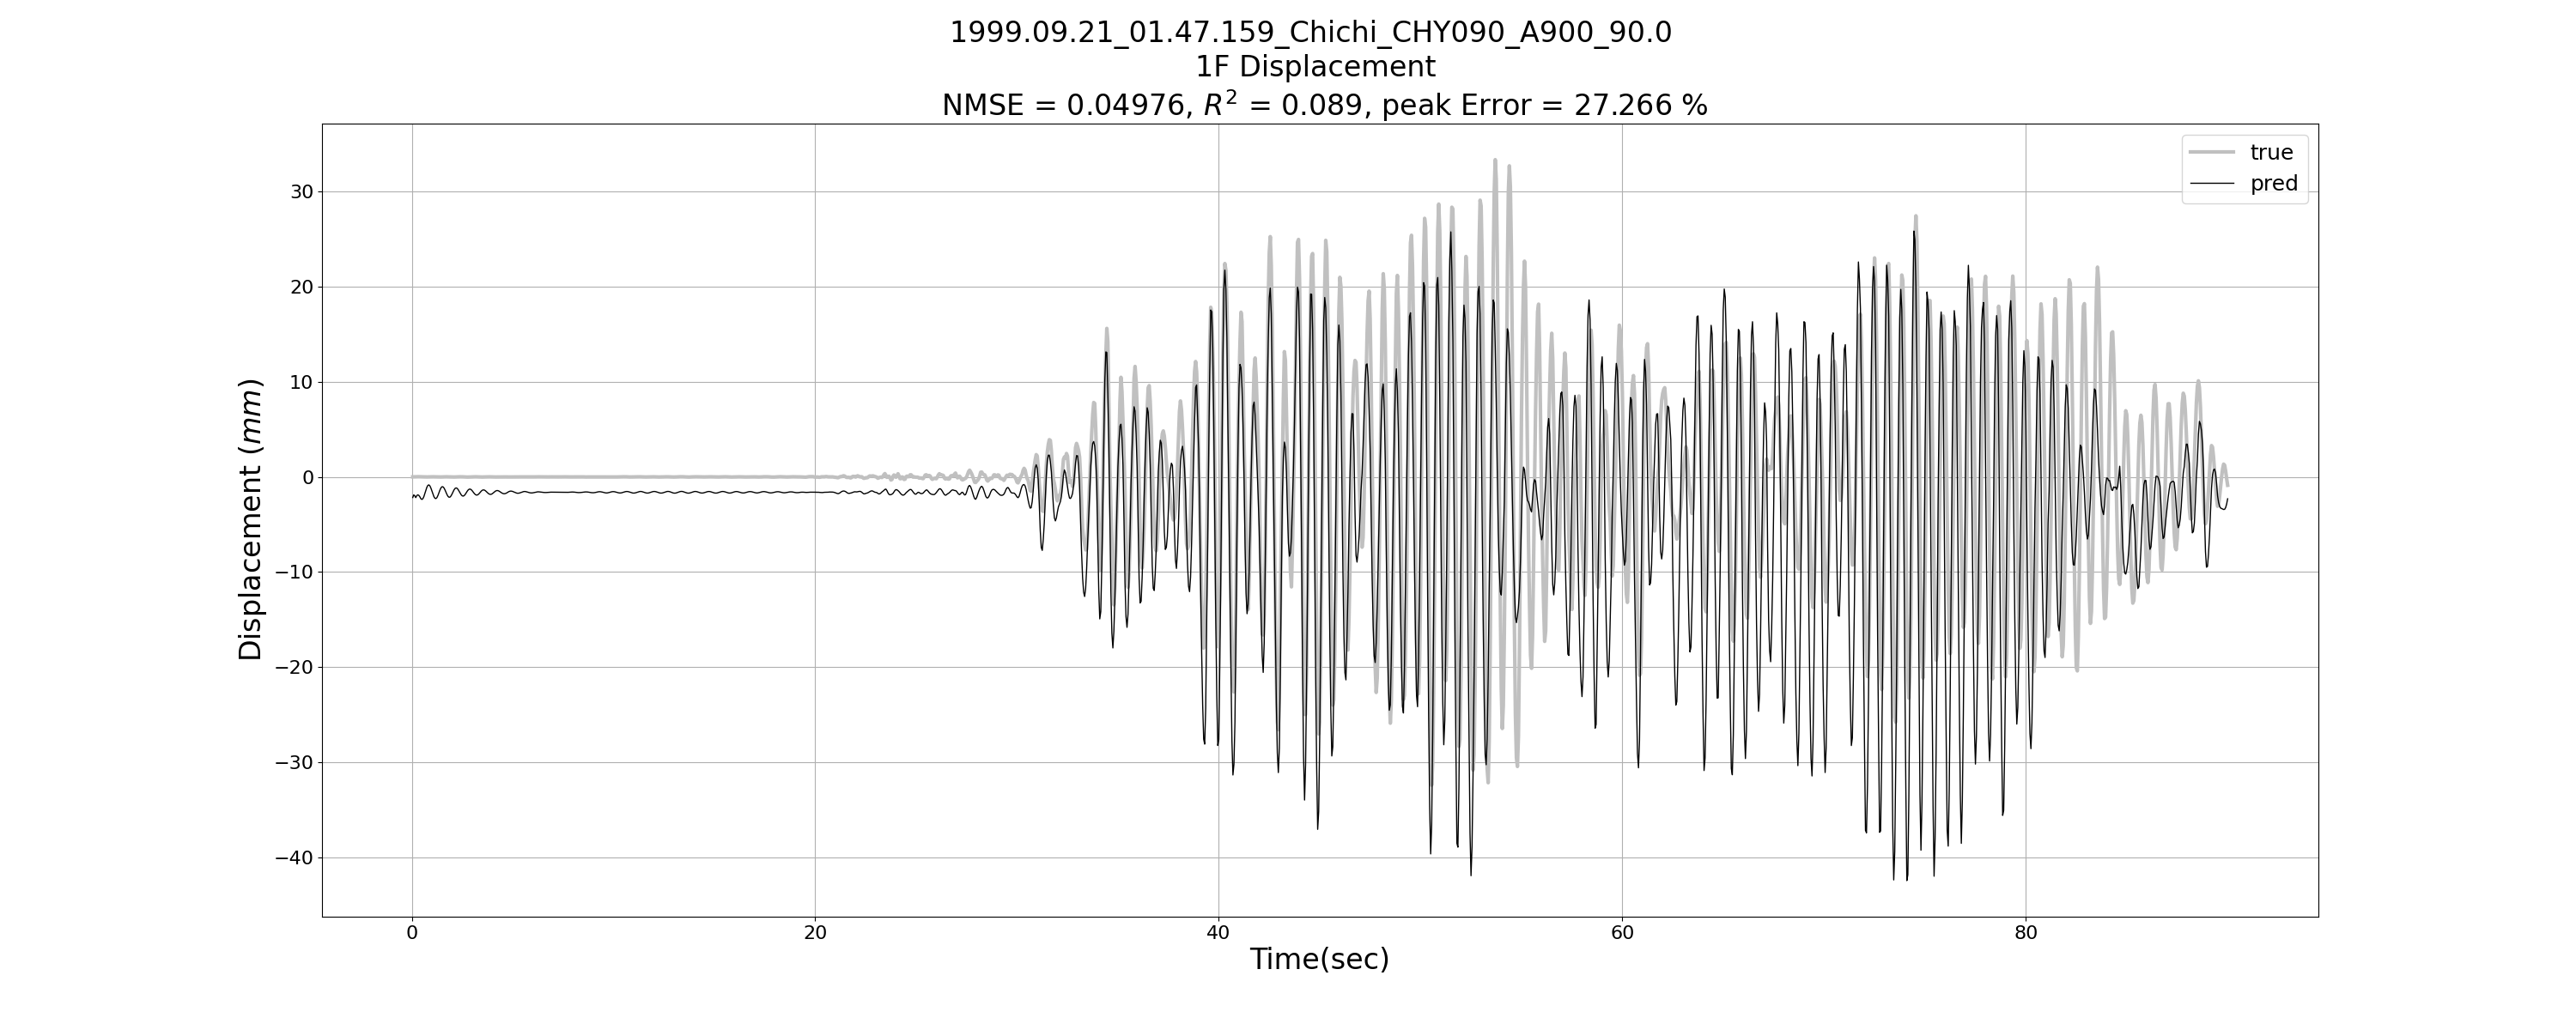 1999.09.21_01.47.159_Chichi_CHY090_A900_90.0
1F Displacement
NMSE = 0.04976, R² = 0.089, peak Error = 27.266 %
true
pred
Displacement (mm)
30
20
10
0
−10
−20
−30
−40
0 20 40 60 80
Time(sec)